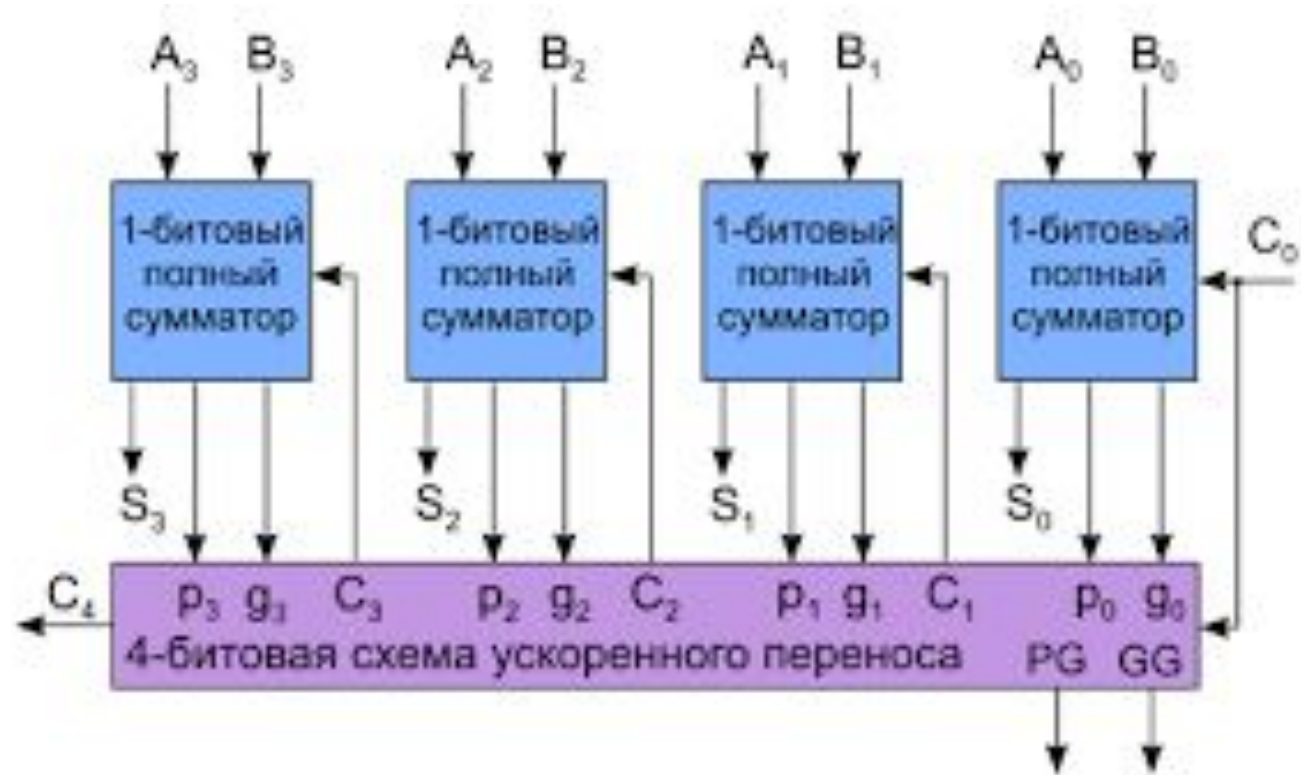 A₃ B₃ A₂ B₂ A₁ B₁ A₀ B₀
1-битовый полный сумматор
1-битовый полный сумматор
1-битовый полный сумматор
1-битовый полный сумматор
C₀
S₃ S₂ S₁ S₀
C₄
p₃ g₃ C₃ p₂ g₂ C₂ p₁ g₁ C₁ p₀ g₀
4-битовая схема ускоренного переноса PG GG